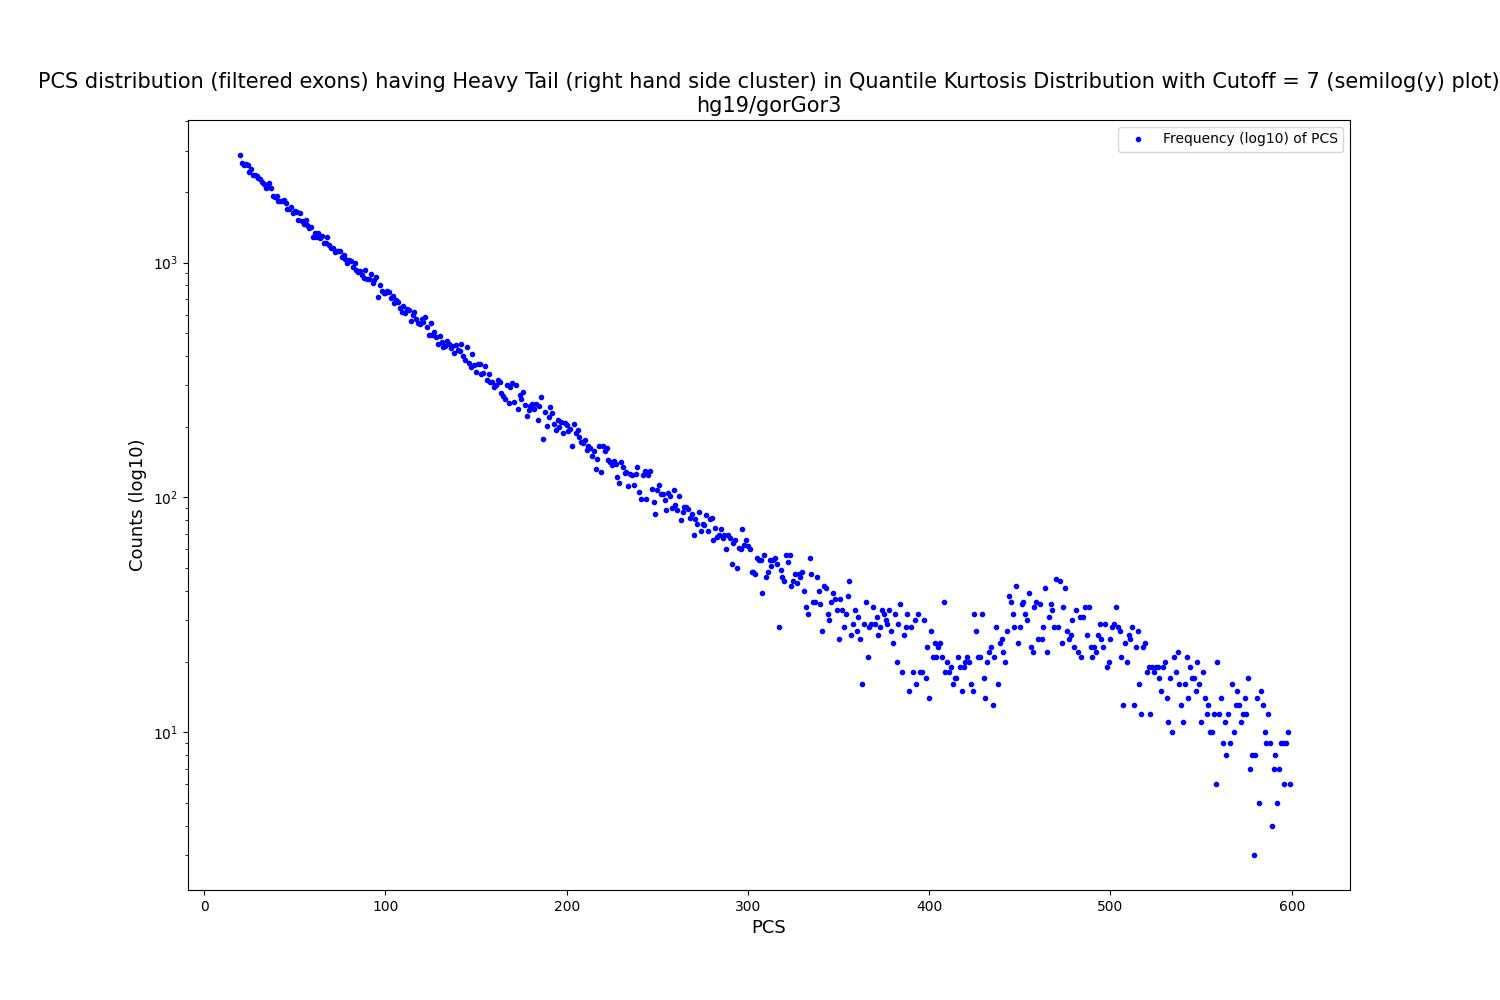 PCS distribution (filtered exons) having Heavy Tail (right hand side cluster) in Quantile Kurtosis Distribution with Cutoff = 7 (semilog(y) plot)
hg19/gorGor3
Frequency (log10) of PCS
10³
10²
10¹
Counts (log10)
0 100 200 300 400 500 600
PCS